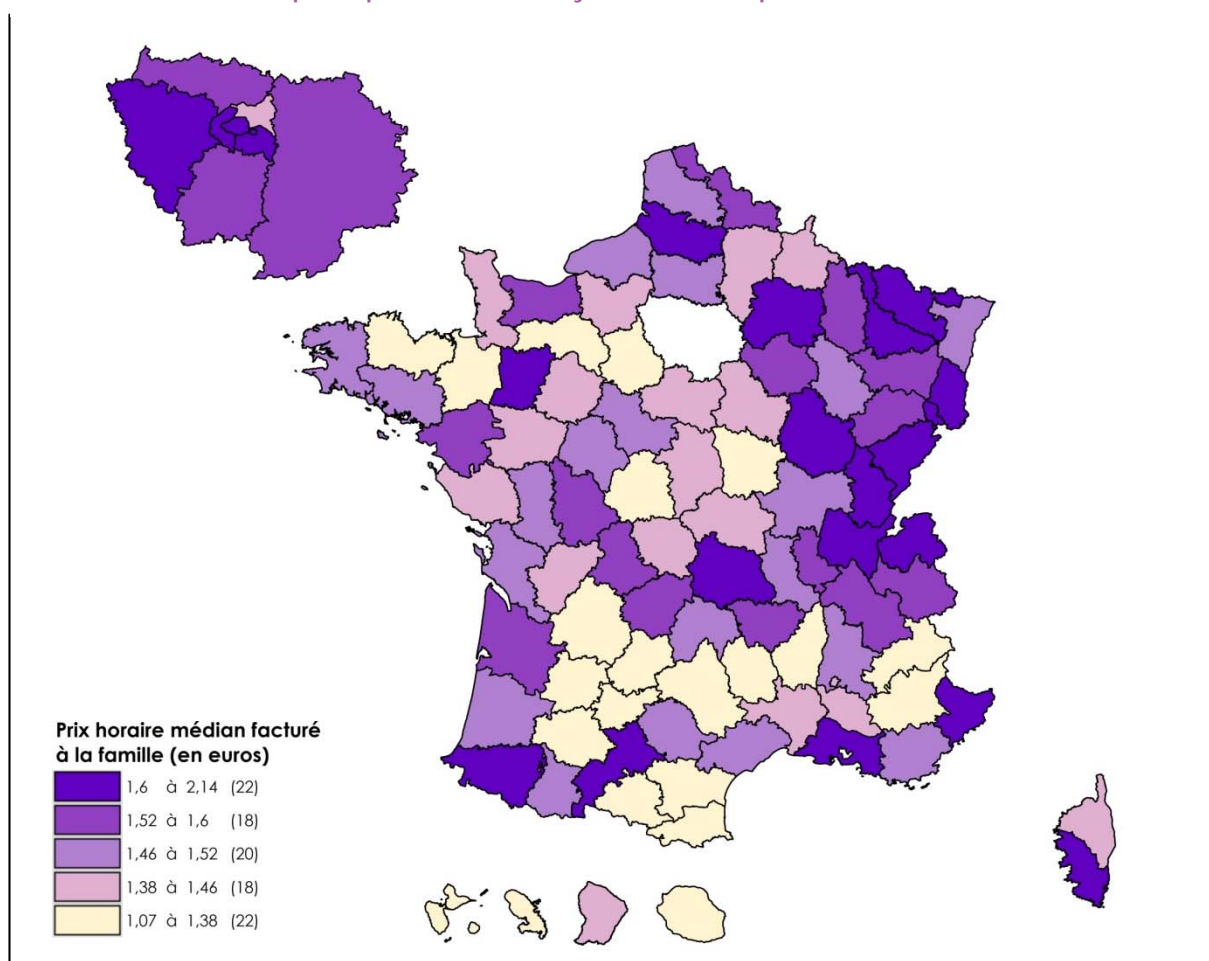 Prix horaire médian facturé
à la famille (en euros)
1,6 à 2,14 (22)
1,52 à 1,6 (18)
1,46 à 1,52 (20)
1,38 à 1,46 (18)
1,07 à 1,38 (22)